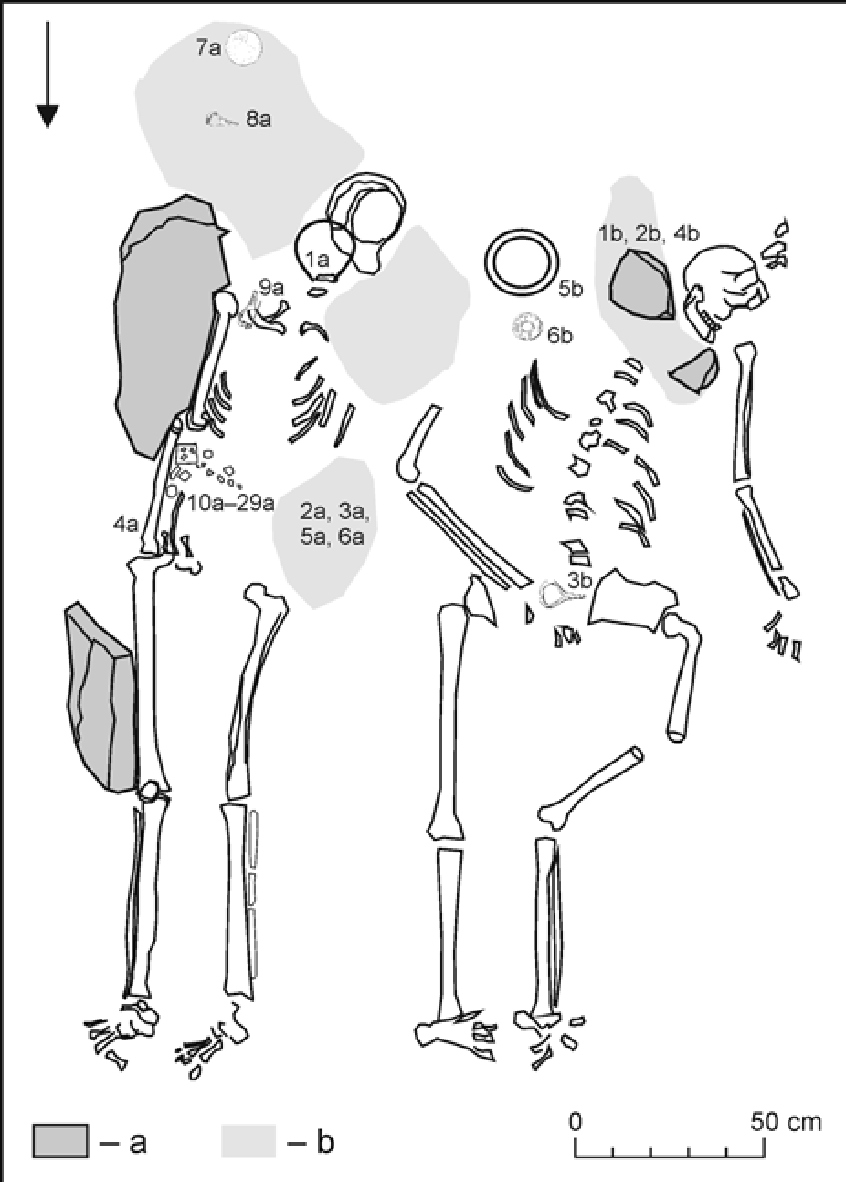 7a
8a
1b, 2b, 4b
1a
9a
5b
6b
10a–29a
2a, 3a,
5a, 6a
4a
3b
0 50 cm
– a – b